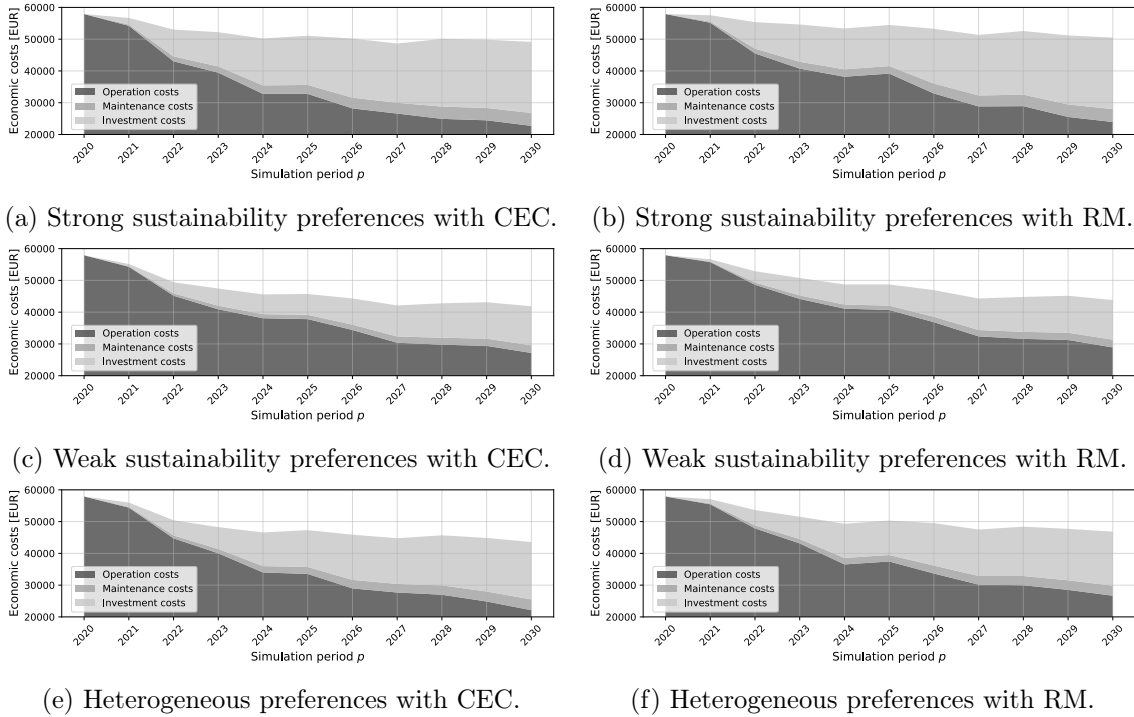 60000
50000
40000
30000
20000
Economic costs [EUR]
Operation costs
Maintenance costs
Investment costs
2020 2021 2022 2023 2024 2025 2026 2027 2028 2029 2030
Simulation period p
(a) Strong sustainability preferences with CEC.
60000
50000
40000
30000
20000
Economic costs [EUR]
Operation costs
Maintenance costs
Investment costs
2020 2021 2022 2023 2024 2025 2026 2027 2028 2029 2030
Simulation period p
(b) Strong sustainability preferences with RM.
60000
50000
40000
30000
20000
Economic costs [EUR]
Operation costs
Maintenance costs
Investment costs
2020 2021 2022 2023 2024 2025 2026 2027 2028 2029 2030
Simulation period p
(c) Weak sustainability preferences with CEC.
60000
50000
40000
30000
20000
Economic costs [EUR]
Operation costs
Maintenance costs
Investment costs
2020 2021 2022 2023 2024 2025 2026 2027 2028 2029 2030
Simulation period p
(d) Weak sustainability preferences with RM.
60000
50000
40000
30000
20000
Economic costs [EUR]
Operation costs
Maintenance costs
Investment costs
2020 2021 2022 2023 2024 2025 2026 2027 2028 2029 2030
Simulation period p
(e) Heterogeneous preferences with CEC.
60000
50000
40000
30000
20000
Economic costs [EUR]
Operation costs
Maintenance costs
Investment costs
2020 2021 2022 2023 2024 2025 2026 2027 2028 2029 2030
Simulation period p
(f) Heterogeneous preferences with RM.